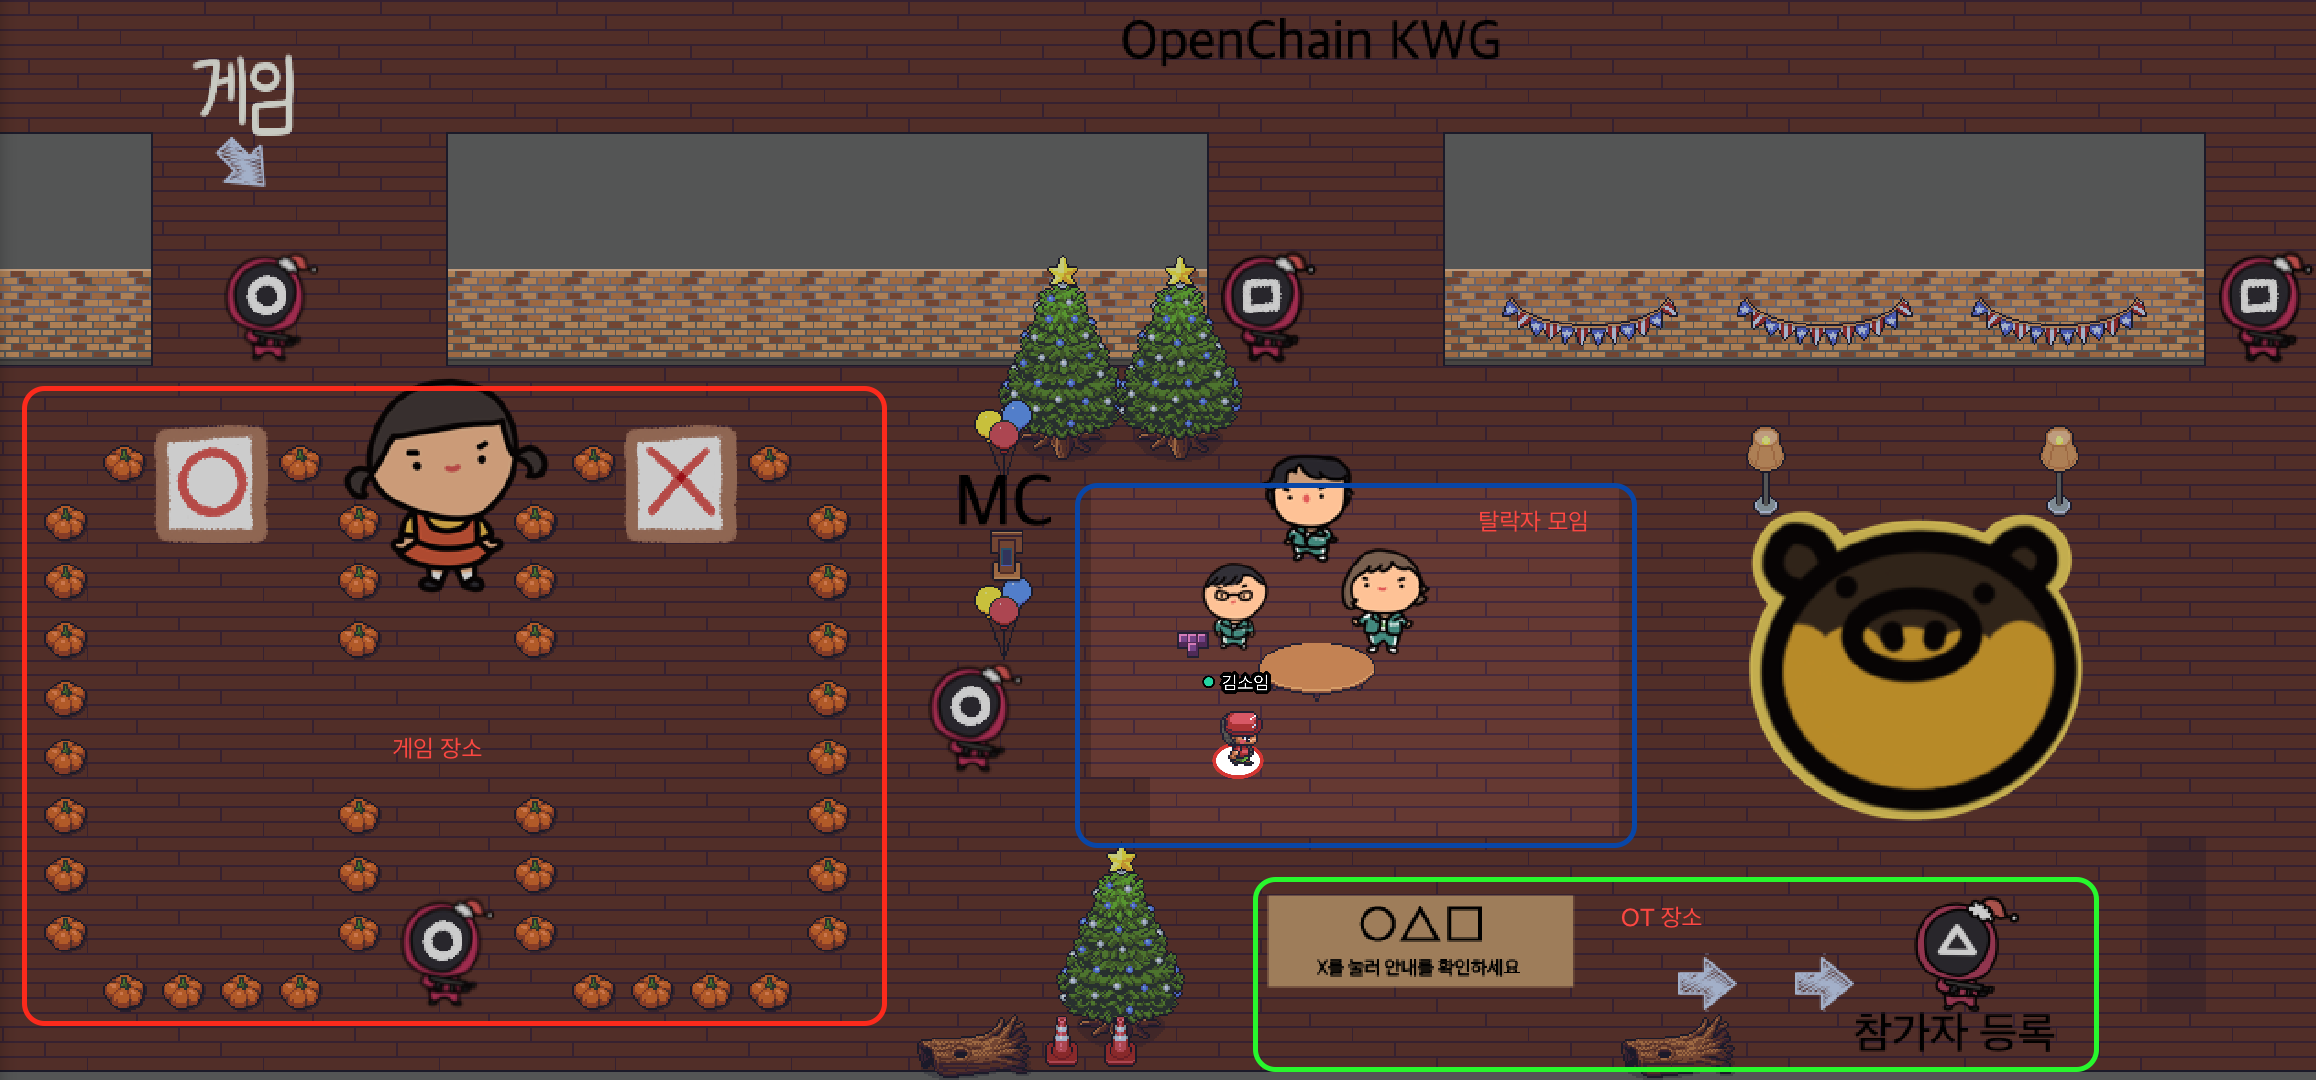 OpenChain KWG
게임
MC
탈락자 모임
김소임
게임 장소
OT 장소
X를 눌러 안내를 확인하세요
참가자 등록